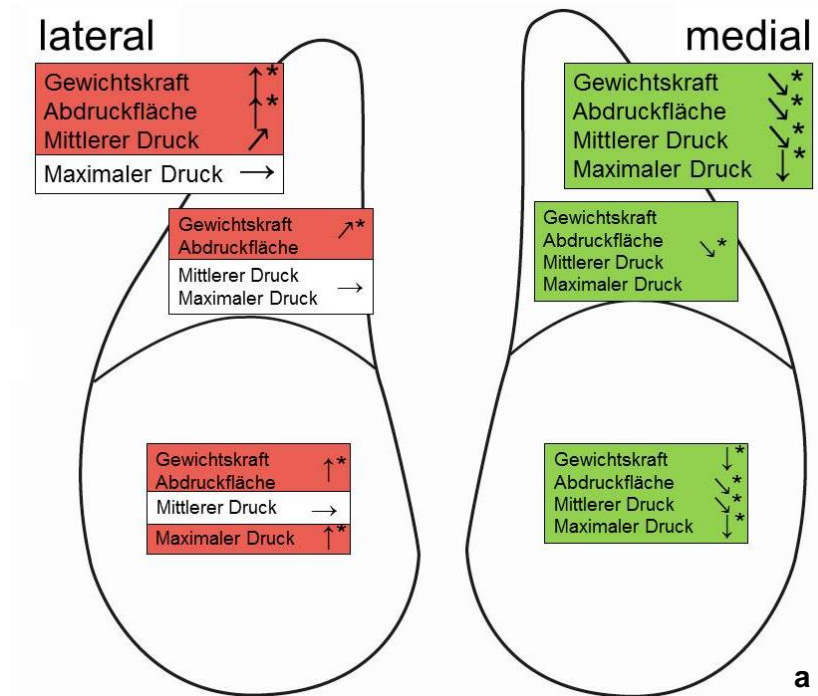 lateral
Gewichtskraft ↑*
Abdruckfläche ↑*
Mittlerer Druck ↗
Maximaler Druck →
Gewichtskraft ↗*
Abdruckfläche
Mittlerer Druck →
Maximaler Druck
Gewichtskraft ↑*
Abdruckfläche
Mittlerer Druck →
Maximaler Druck ↑*
medial
Gewichtskraft ↘*
Abdruckfläche ↘*
Mittlerer Druck ↘*
Maximaler Druck ↓*
Gewichtskraft
Abdruckfläche ↘*
Mittlerer Druck
Maximaler Druck
Gewichtskraft ↓*
Abdruckfläche ↘*
Mittlerer Druck ↘*
Maximaler Druck ↓*
a